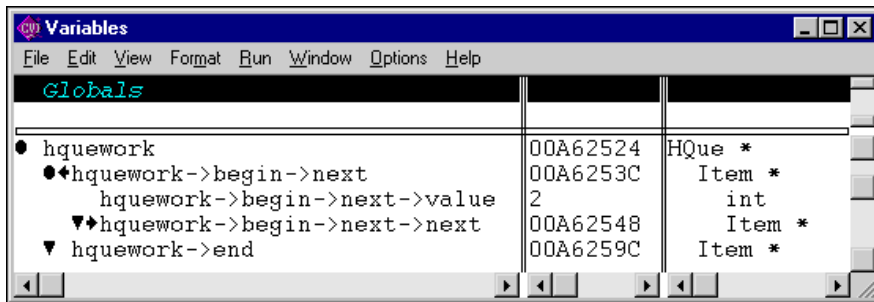 CVI Variables
File Edit View Format Run Window Options Help
Globals
hquework 00A62524 HQue *
hquework->begin->next 00A6253C Item *
hquework->begin->next->value 2 int
hquework->begin->next->next 00A62548 Item *
hquework->end 00A6259C Item *